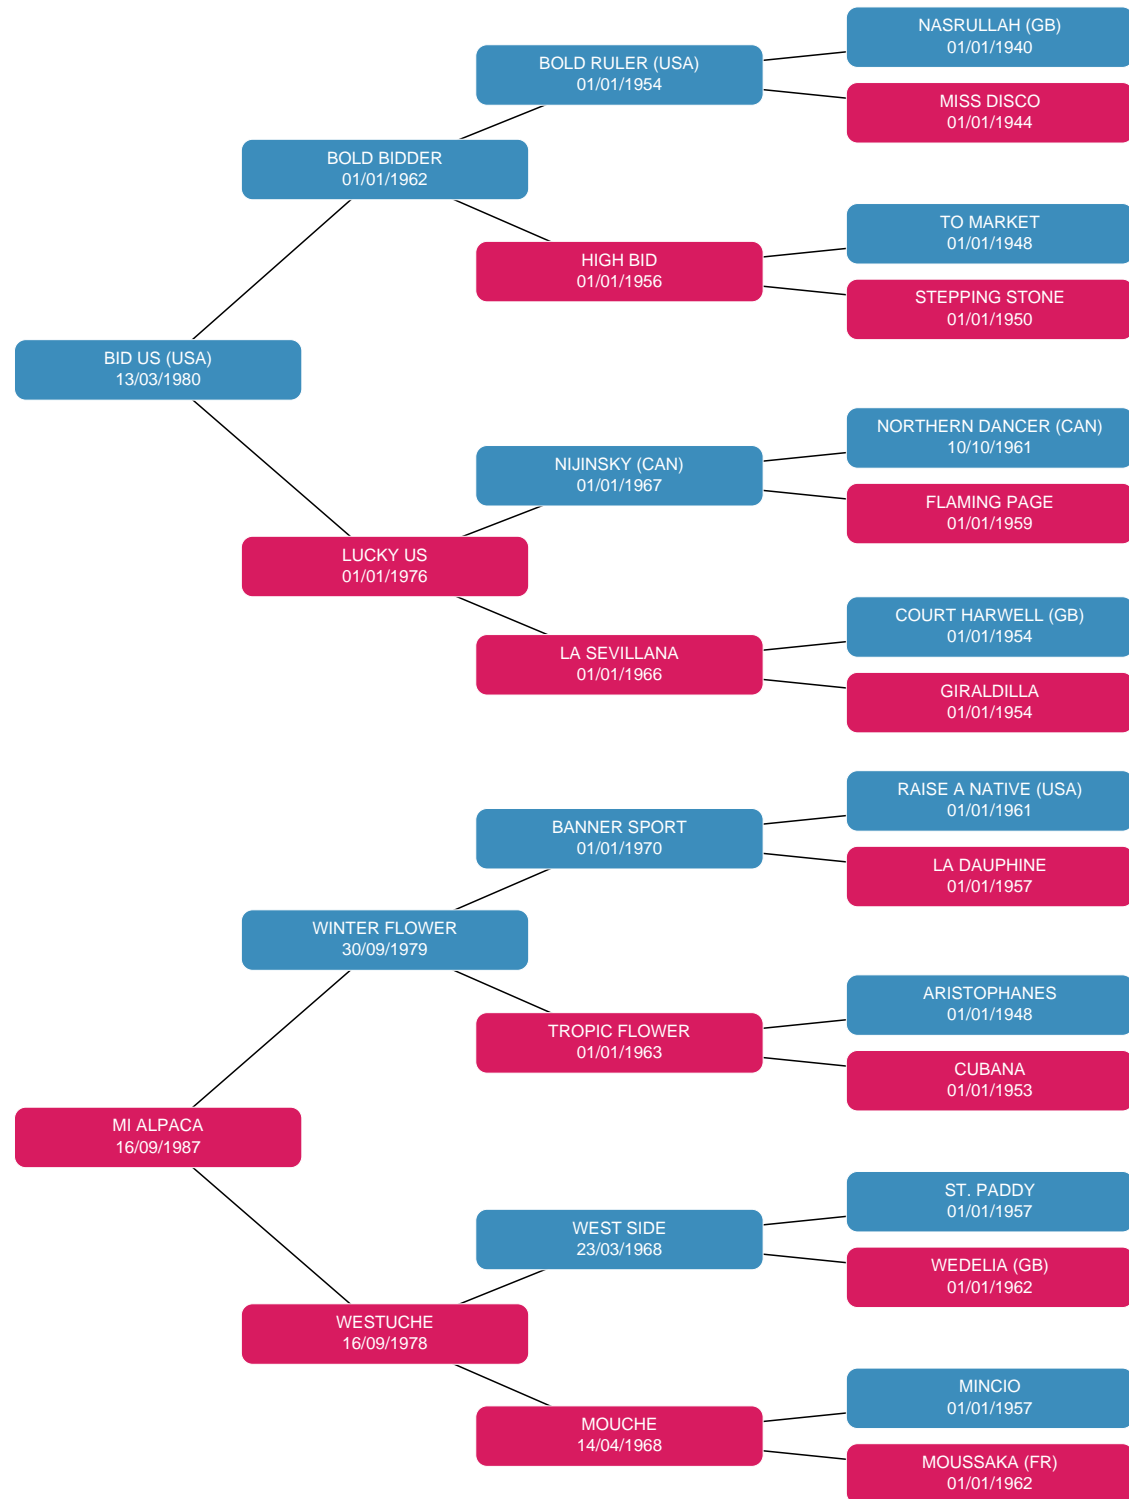 NASRULLAH (GB)
01/01/1940
BOLD RULER (USA)
01/01/1954
MISS DISCO
01/01/1944
BOLD BIDDER
01/01/1962
TO MARKET
01/01/1948
HIGH BID
01/01/1956
STEPPING STONE
01/01/1950
BID US (USA)
13/03/1980
NORTHERN DANCER (CAN)
10/10/1961
NIJINSKY (CAN)
01/01/1967
FLAMING PAGE
01/01/1959
LUCKY US
01/01/1976
COURT HARWELL (GB)
01/01/1954
LA SEVILLANA
01/01/1966
GIRALDILLA
01/01/1954
RAISE A NATIVE (USA)
01/01/1961
BANNER SPORT
01/01/1970
LA DAUPHINE
01/01/1957
WINTER FLOWER
30/09/1979
ARISTOPHANES
01/01/1948
TROPIC FLOWER
01/01/1963
CUBANA
01/01/1953
MI ALPACA
16/09/1987
ST. PADDY
01/01/1957
WEST SIDE
23/03/1968
WEDELIA (GB)
01/01/1962
WESTUCHE
16/09/1978
MINCIO
01/01/1957
MOUCHE
14/04/1968
MOUSSAKA (FR)
01/01/1962